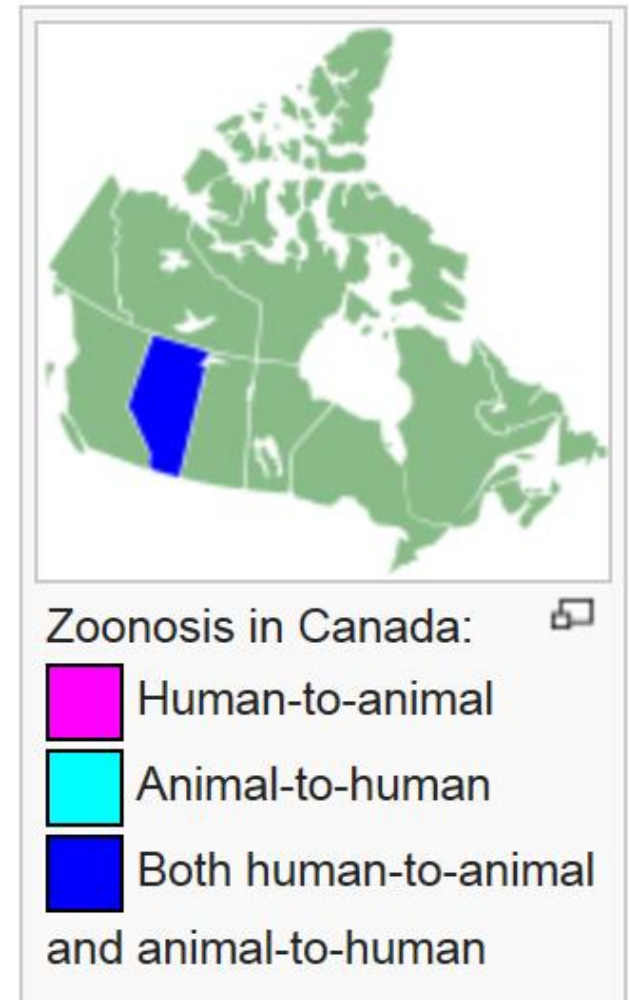 Zoonosis in Canada:
Human-to-animal
Animal-to-human
Both human-to-animal
and animal-to-human